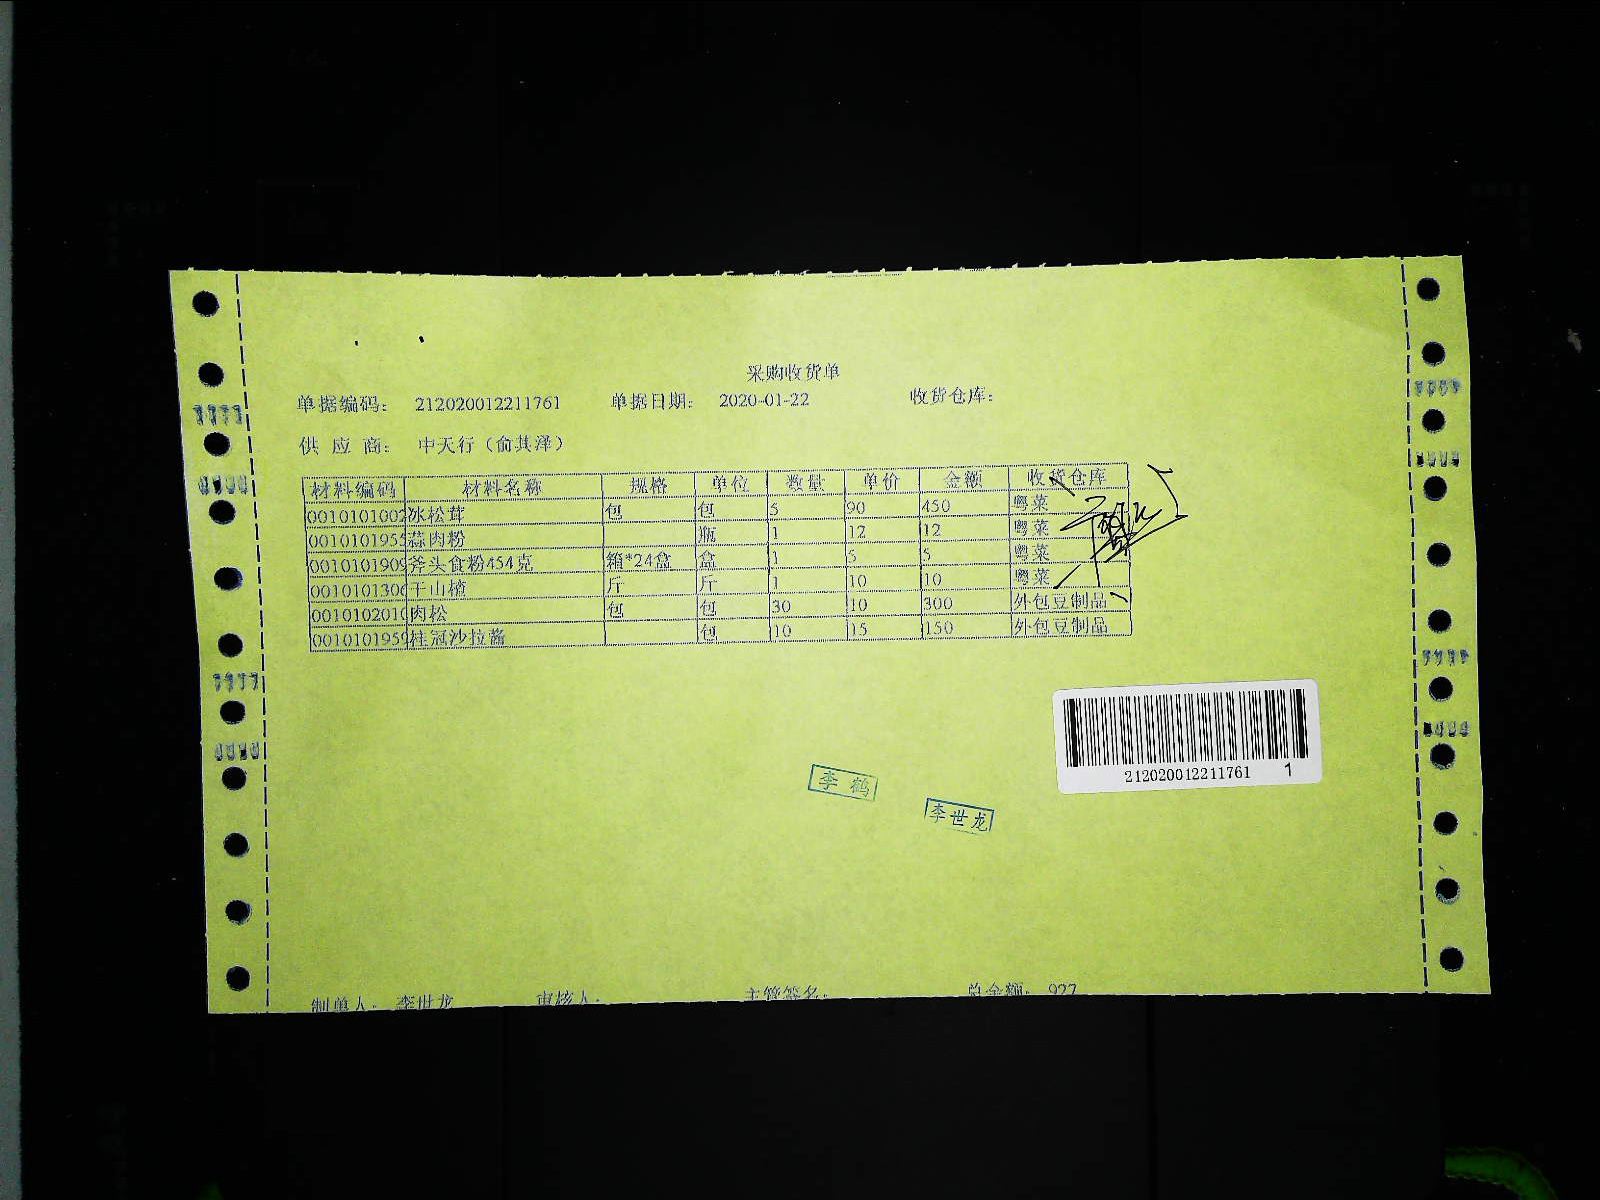 采购收货单
单据编码： 212020012211761 单据日期： 2020-01-22 收货仓库：
供 应 商： 中天行（俞其泽）
材料编码 材料名称 规格 单位 数量 单价 金额 收货仓库
0010101002 冰松茸 包 包 5 90 450 粤菜
0010101955 蒜肉粉 瓶 1 12 12 粤菜
0010101909 斧头食粉454克 箱*24盒 盒 1 5 5 粤菜
0010101306 干山楂 斤 斤 1 10 10 粤菜
0010102010 肉松 包 包 30 10 300 外包豆制品
0010101959 桂冠沙拉酱 包 10 15 150 外包豆制品
212020012211761 1
李鹤
李世龙
制单人： 李世龙 审核人： 主管签名： 总金额： 927